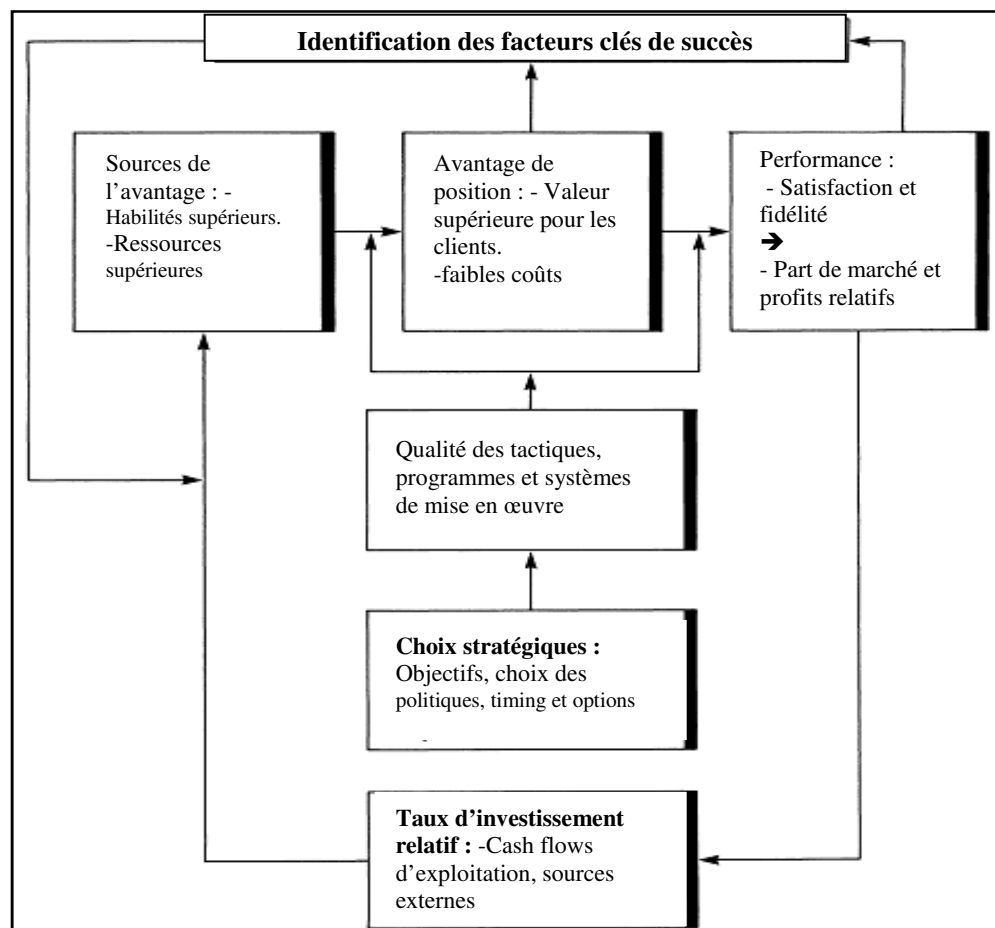 Identification des facteurs clés de succès
Sources de
l’avantage : -
Habilités supérieurs.
-Ressources
supérieures
Avantage de
position : - Valeur
supérieure pour les
clients.
-faibles coûts
Performance :
- Satisfaction et
fidélité
➔
- Part de marché et
profits relatifs
Qualité des tactiques,
programmes et systèmes
de mise en œuvre
Choix stratégiques :
Objectifs, choix des
politiques, timing et options
-
Taux d’investissement
relatif : -Cash flows
d’exploitation, sources
externes